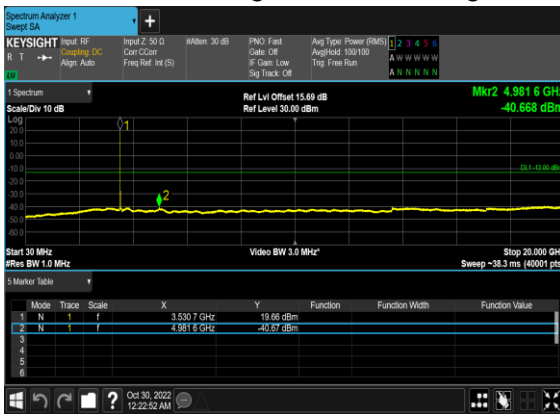 Spectrum Analyzer 1
Swept SA
KEYSIGHT Input: RF Input Z: 50 Ω #Atten: 30 dB PNO: Fast Avg Type: Power (RMS) 1 2 3 4 5 6
R T Coupling: DC Corr CCorr Gate: Off Avg|Hold: 100/100 A W W W W W
Align: Auto Freq Ref: Int (S) IF Gain: Low Trig: Free Run
LV Sig Track: Off A N N N N N
1 Spectrum Ref Lvl Offset 15.69 dB Mkr2 4.981 6 GHz
Scale/Div 10 dB Ref Level 30.00 dBm -40.668 dBm
Log
20.0
10.0
0.00
-10.0
-20.0
-30.0
-40.0
-50.0
-60.0
1
DL1 -13.00 dBm
2
Start 30 MHz Video BW 3.0 MHz* Stop 20.000 GHz
#Res BW 1.0 MHz Sweep ~38.3 ms (40001 pts)
5 Marker Table
Mode Trace Scale X Y Function Function Width Function Value
1 N 1 f 3.530 7 GHz 19.66 dBm
2 N 1 f 4.981 6 GHz -40.67 dBm
3
4
5
6
? Oct 30, 2022
12:22:52 AM